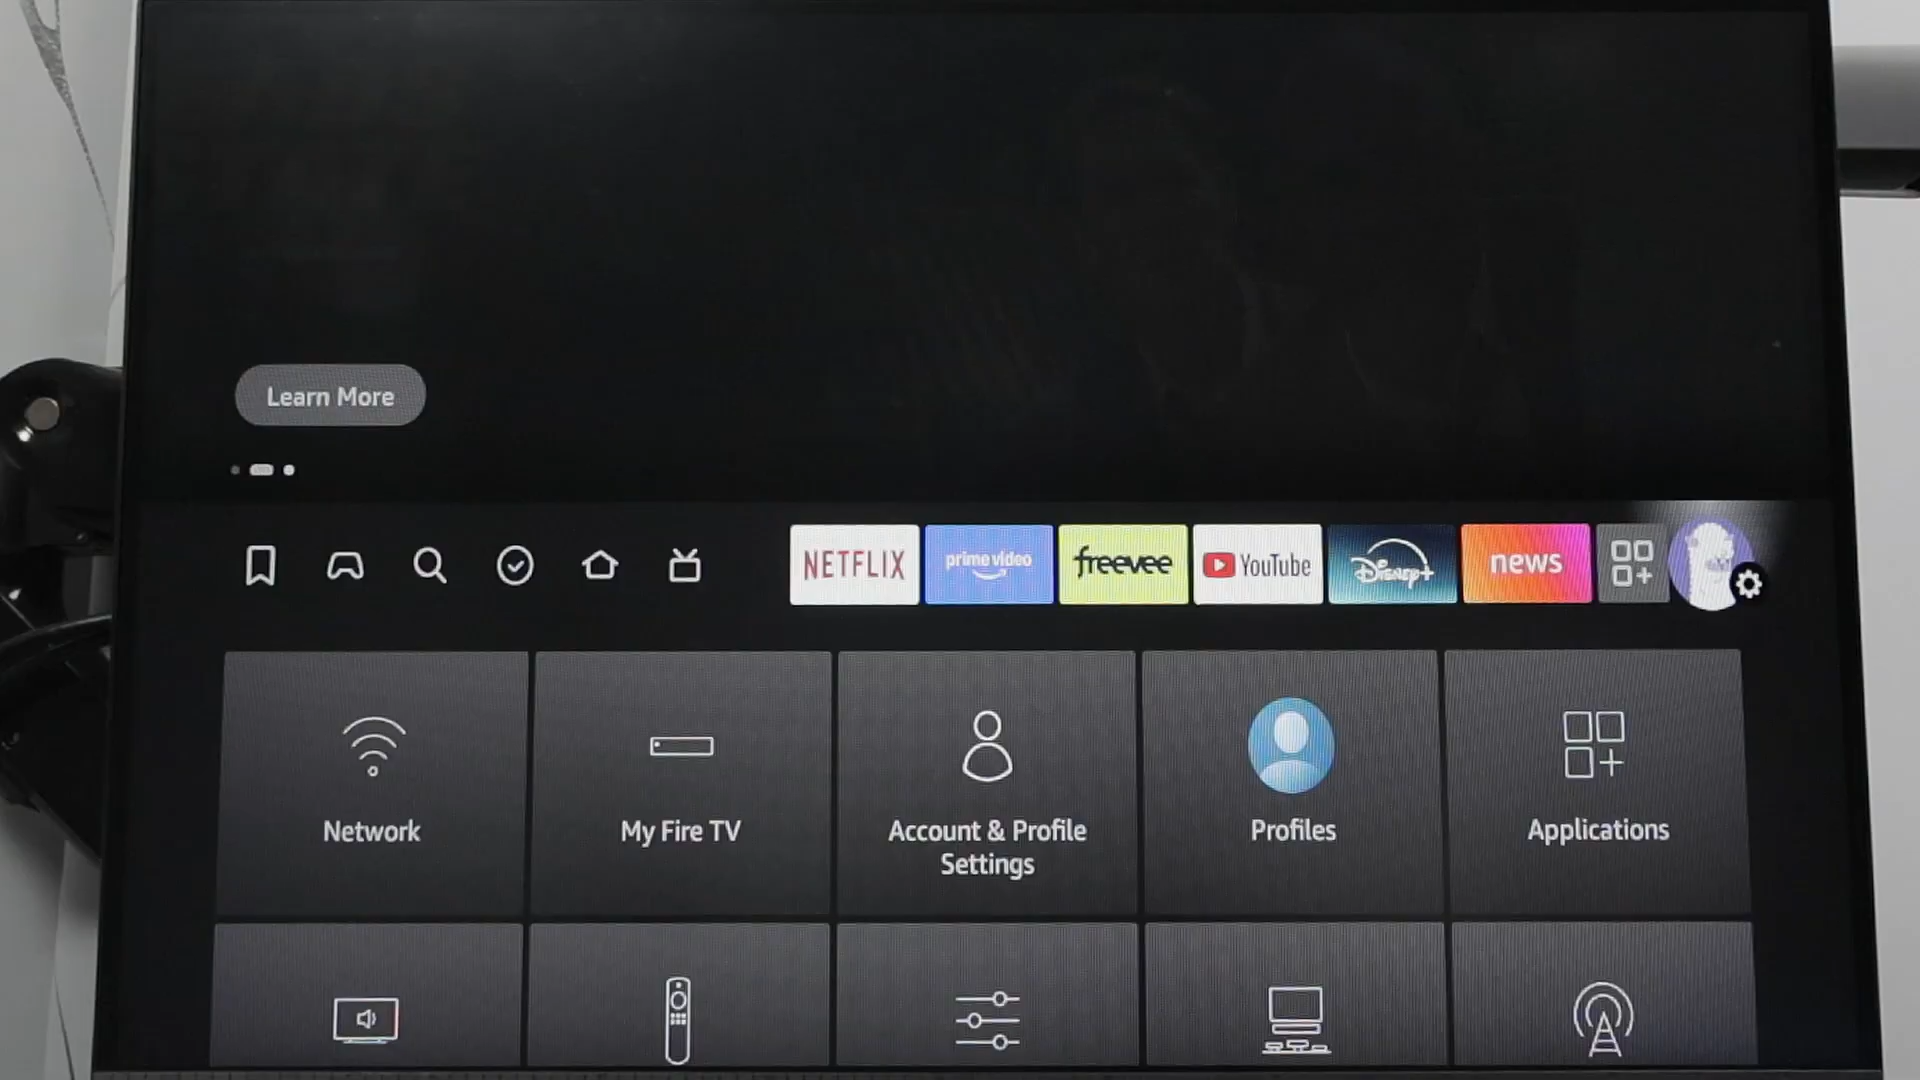 Learn More
NETFLIX
prime video
freevee
YouTube
Disney+
news
Network
My Fire TV
Account & Profile
Settings
Profiles
Applications